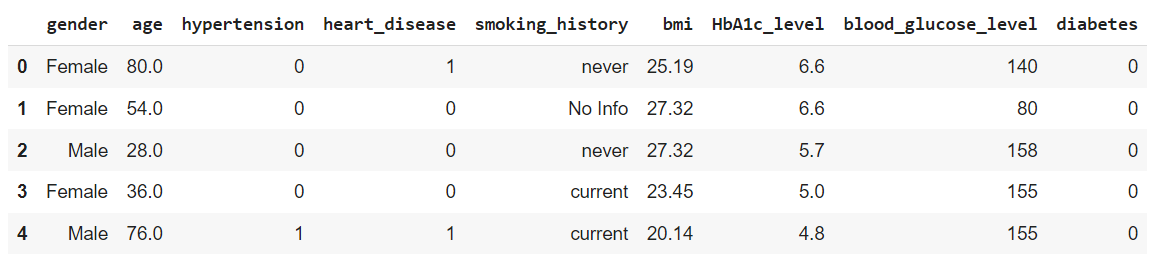 gender age hypertension heart_disease smoking_history bmi HbA1c_level blood_glucose_level diabetes
0 Female 80.0 0 1 never 25.19 6.6 140 0
1 Female 54.0 0 0 No Info 27.32 6.6 80 0
2 Male 28.0 0 0 never 27.32 5.7 158 0
3 Female 36.0 0 0 current 23.45 5.0 155 0
4 Male 76.0 1 1 current 20.14 4.8 155 0